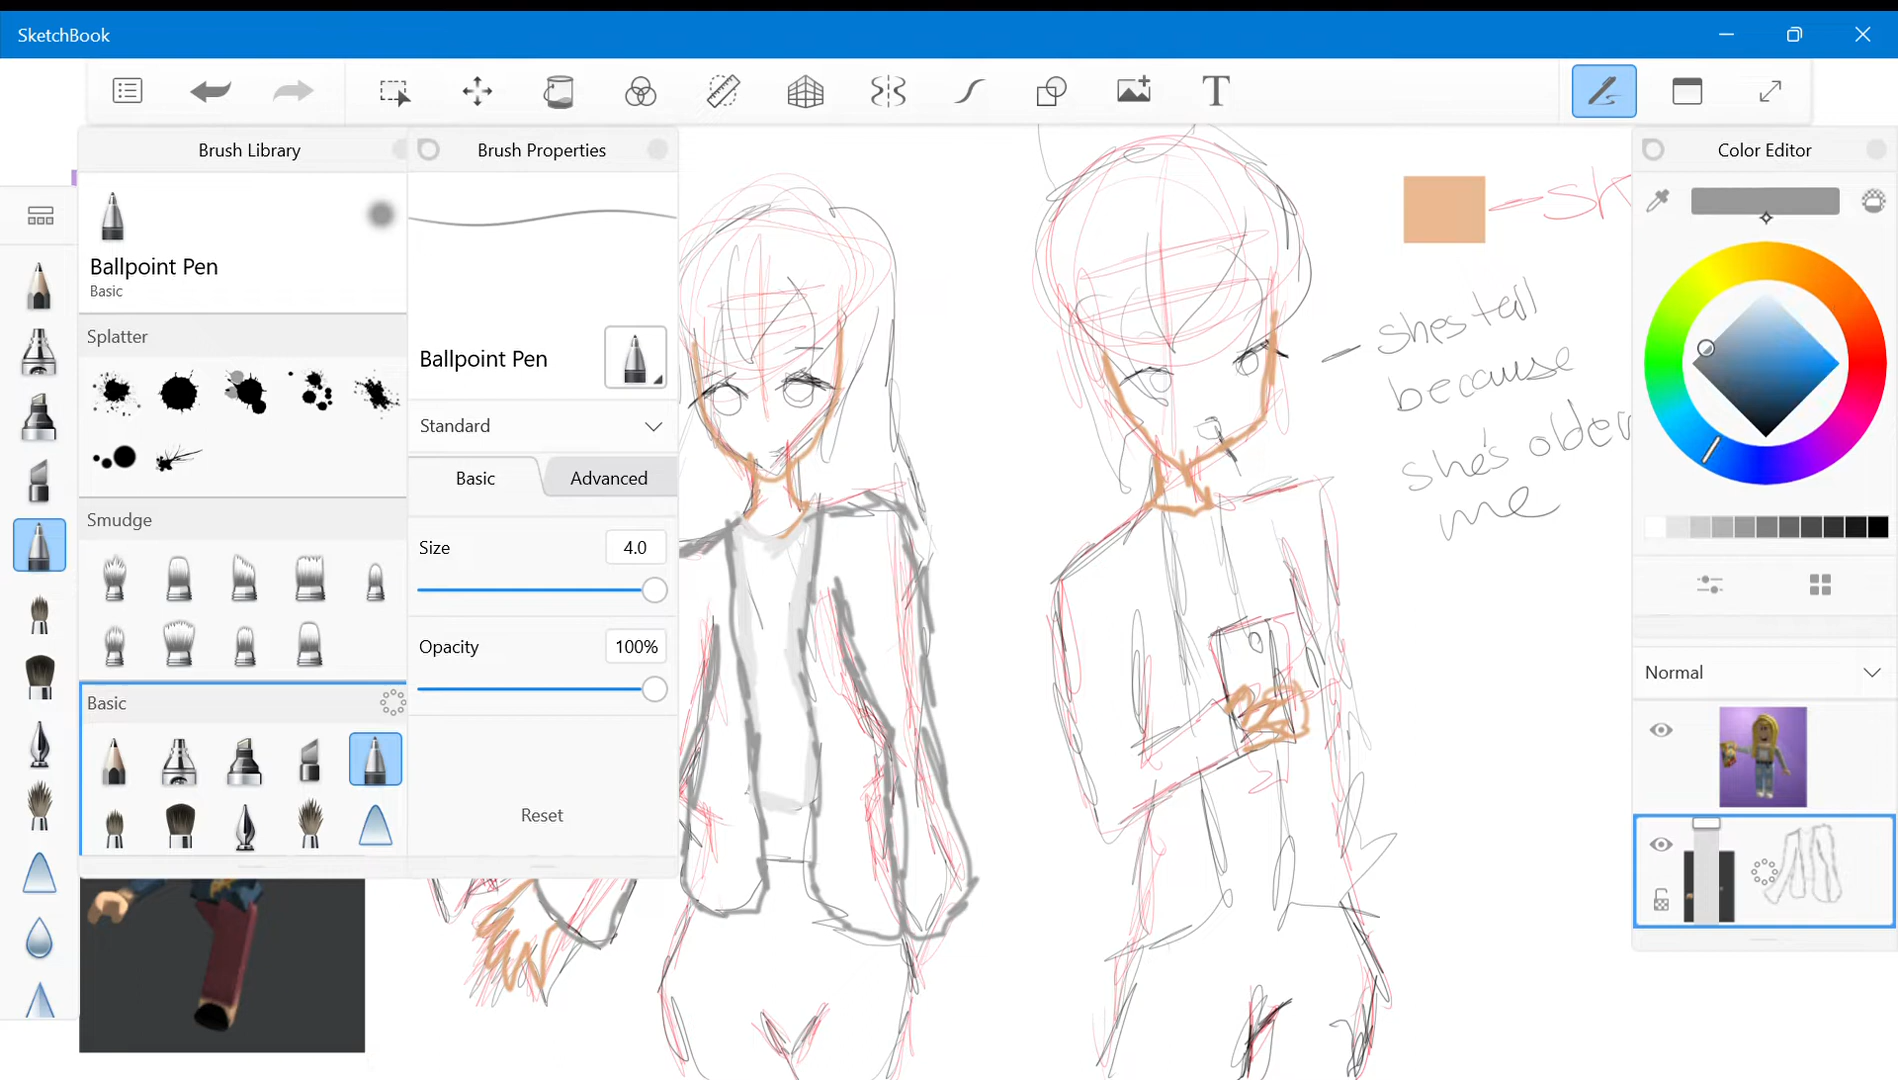 SketchBook
T
Brush Library
Brush Properties
Color Editor
Ballpoint Pen
Basic
Ballpoint Pen
Splatter
Standard
Basic
Advanced
Smudge
Size
4.0
Opacity
100%
Basic
Reset
Normal
sh
shes tall
because
she's older
me